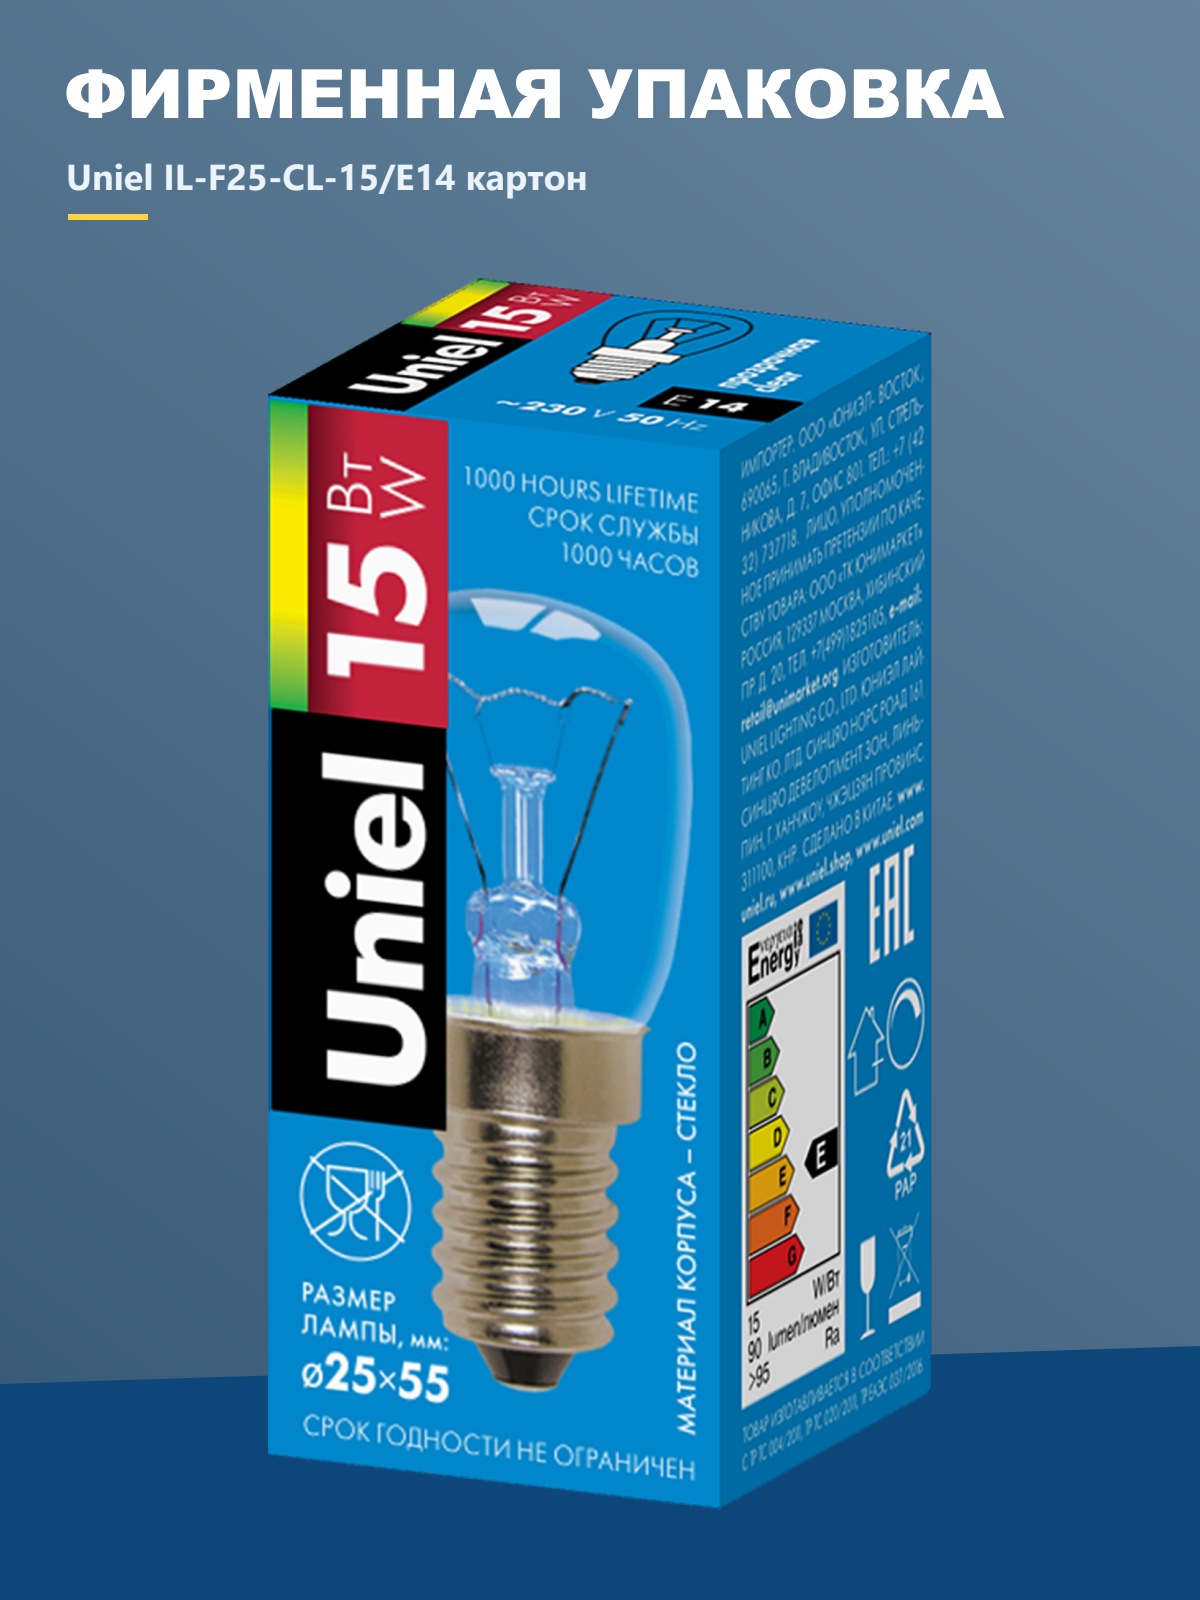 ФИРМЕННАЯ УПАКОВКА
Uniel IL-F25-CL-15/E14 картон
Uniel 15 Вт W
прозрачная
clear
E 14
~230 V 50 Hz
15 Вт W
Uniel
1000 HOURS LIFETIME
СРОК СЛУЖБЫ
1000 ЧАСОВ
МАТЕРИАЛ КОРПУСА – СТЕКЛО
РАЗМЕР
ЛАМПЫ, мм:
ø25×55
СРОК ГОДНОСТИ НЕ ОГРАНИЧЕН
ИМПОРТЕР: ООО «ЮНИЭЛ- ВОСТОК,
690065, Г. ВЛАДИВОСТОК, УЛ. СТРЕЛЬ-
НИКОВА, Д. 7, ОФИС 801. ТЕЛ.: +7 (42
32) 737718. ЛИЦО, УПОЛНОМОЧЕН-
НОЕ ПРИНИМАТЬ ПРЕТЕНЗИИ ПО КАЧЕ-
СТВУ ТОВАРА: ООО «ТК ЮНИМАРКЕТ»
РОССИЯ, 129337 МОСКВА, ХИБИНСКИЙ
ПР. Д. 20, ТЕЛ. +7(499)1825105, e-mail:
retail@unimarket.org ИЗГОТОВИТЕЛЬ:
UNIEL LIGHTING CO., LTD. ЮНИЭЛ ЛАЙ-
ТИНГ КО. ЛТД. СИНЦЯО НОРС РОАД 161
СИНЦЯО ДЕВЕЛОПМЕНТ ЗОН, ЛИНЬ-
ПИН, Г. ХАНЧЖОУ, ЧЖЭЦЗЯН ПРОВИНС
311100, КНР. СДЕЛАНО В КИТАЕ. www.
uniel.ru, www.uniel.shop, www.uniel.com
EAC
Energy
A
B
C
D
E
F
G
E
W/Вт
15
lumen/люмен
90
Ra
>95
21
PAP
ТОВАР ИЗГОТАВЛИВАЕТСЯ В СООТВЕТСТВИИ
С ТР ТС 004/2011, ТР ТС 020/2011, ТР ЕАЭС 037/2016